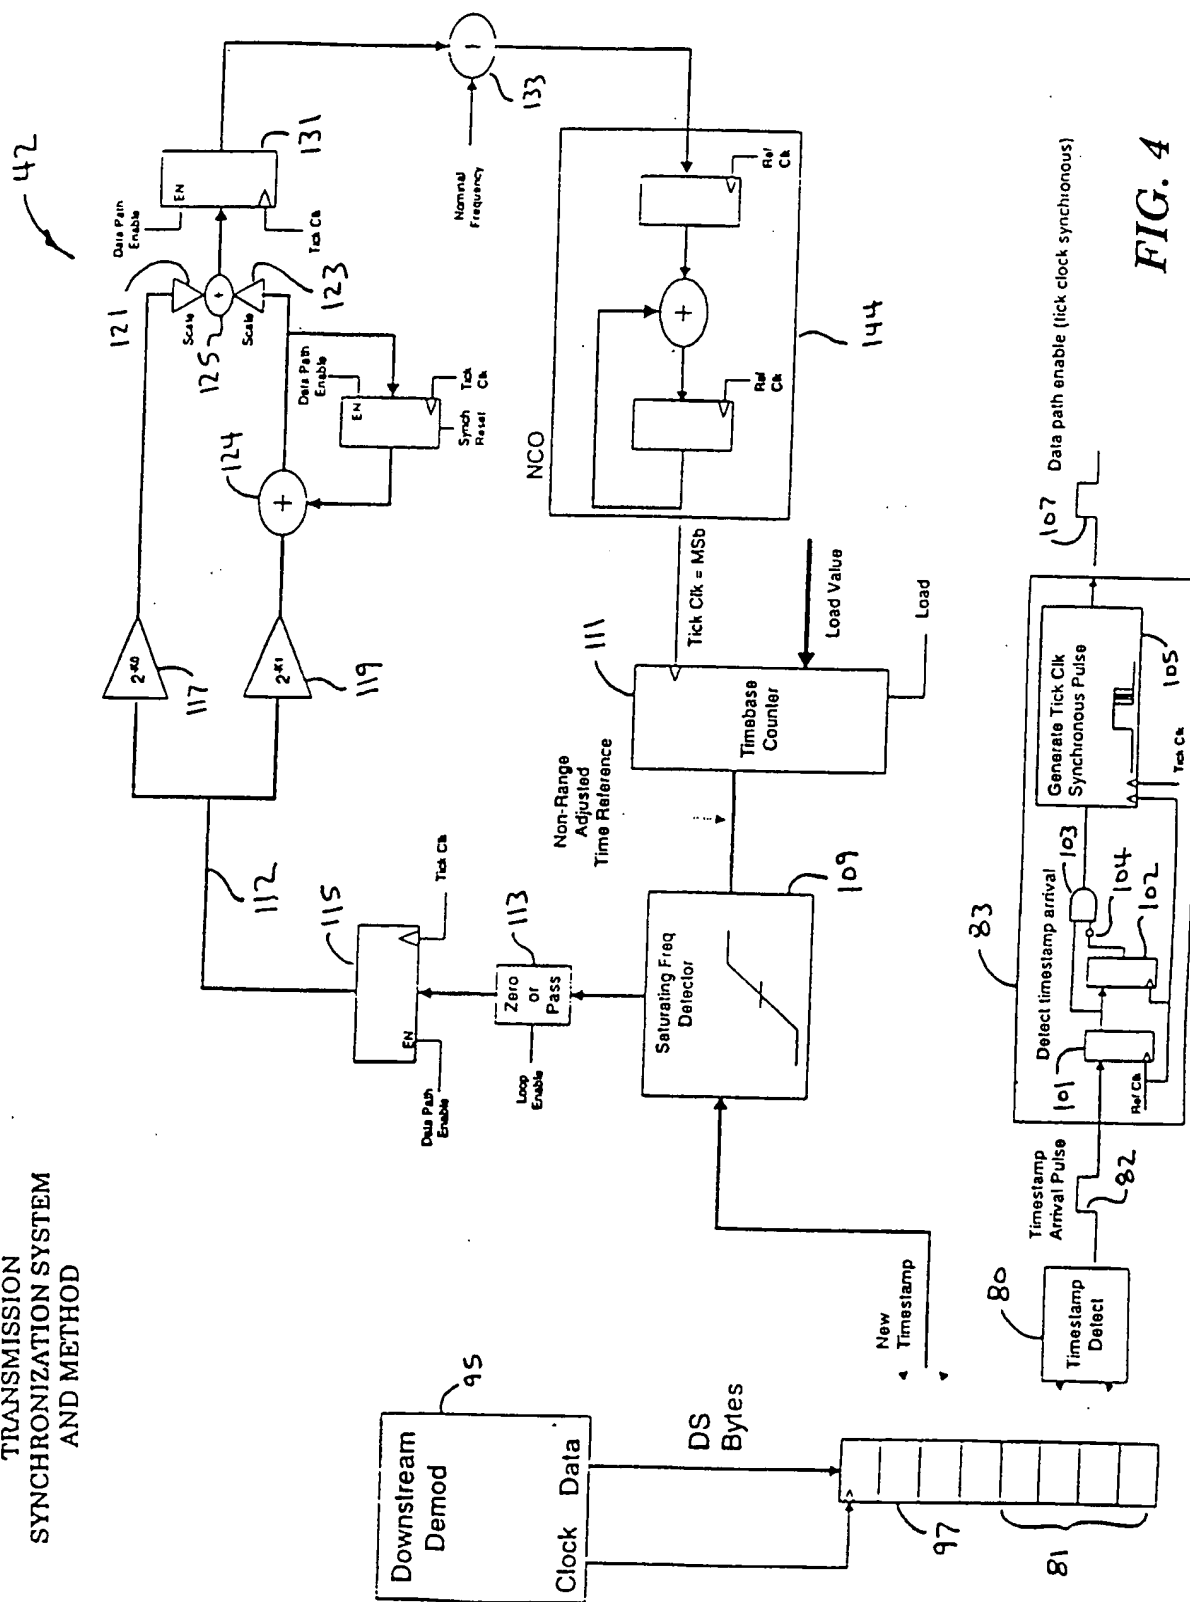 TRANSMISSION
SYNCHRONIZATION SYSTEM
AND METHOD
42
Downstream
Demod
Clock Data
95
DS
Bytes
97
81
New
Timestamp
80
Timestamp
Detect
Timestamp
Arrival Pulse
82
83
Detect timestamp arrival
101
102
103
104
Ref Clk
Generate Tick Clk
Synchronous Pulse
105
Tick Clk
107
Data path enable (tick clock synchronous)
Saturating Freq
Detector
109
Zero
or
Pass
113
Loop
Enable
115
EN
Data Path
Enable
Tick Clk
112
Non-Range
Adjusted
Time Reference
111
Timebase
Counter
Tick Clk = MSb
Load Value
Load
2-K0
117
2-K1
119
124
+
EN
Data Path
Enable
Synch
Reset
Tick
Clk
121
Scale
125
+
Scale
123
Data Path
Enable
EN
131
Tick Clk
Nominal
Frequency
133
−
NCO
+
Ref
Clk
Ref
Clk
144
FIG. 4